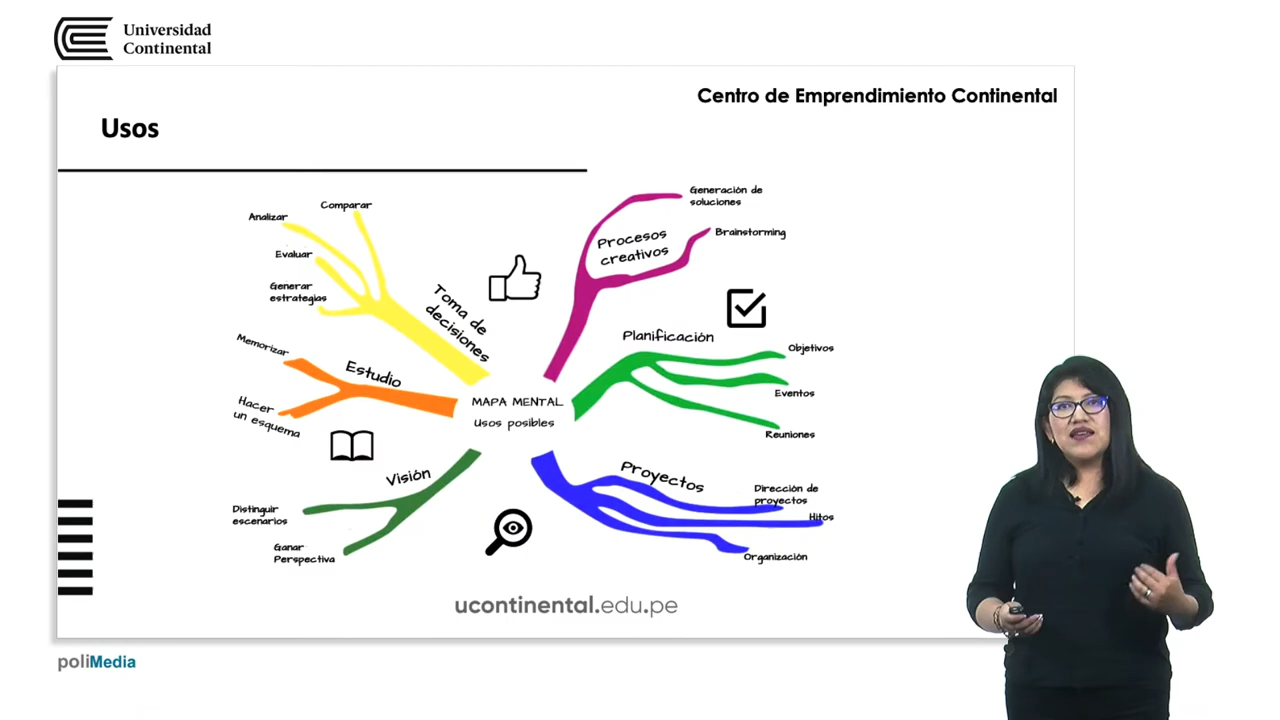 Universidad
Continental
Centro de Emprendimiento Continental
Usos
Comparar
Analizar
Evaluar
Generar
estrategias
Toma de
decisiones
Generación de
soluciones
Brainstorming
Procesos
creativos
Planificación
Objetivos
Eventos
Reuniones
Memorizar
Estudio
Hacer
un esquema
MAPA MENTAL
Usos posibles
Visión
Distinguir
escenarios
Ganar
Perspectiva
Proyectos
Dirección de
proyectos
Hitos
Organización
ucontinental.edu.pe
poliMedia